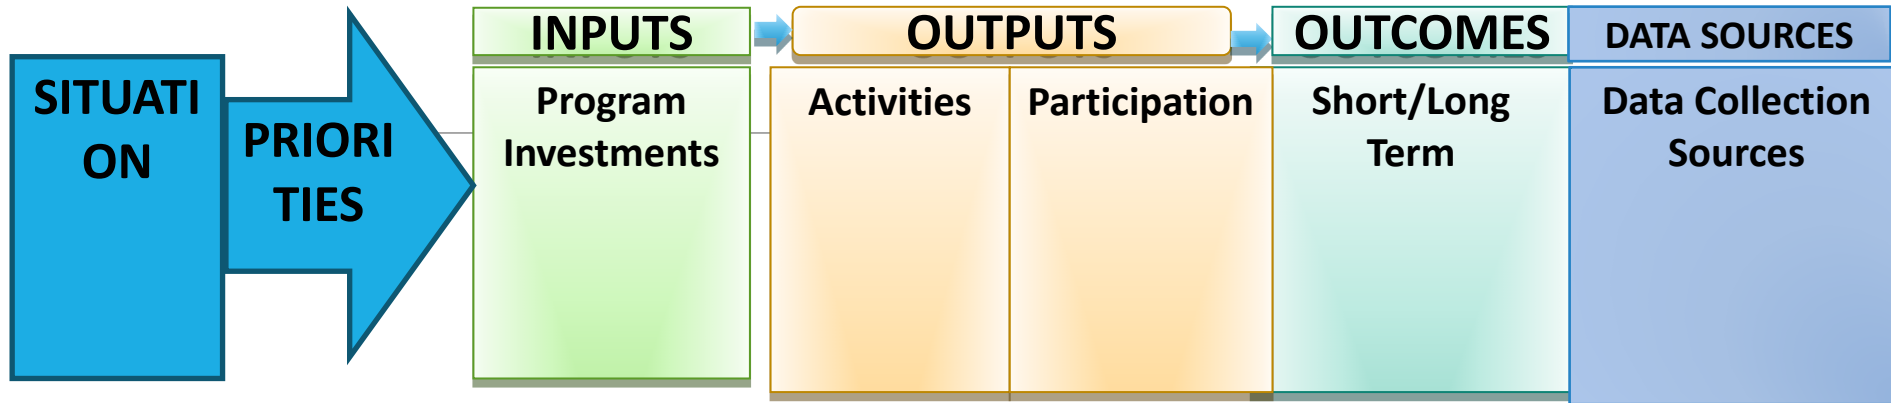 SITUATI
ON
PRIORI
TIES
INPUTS
OUTPUTS
OUTCOMES
DATA SOURCES
Program
Investments
Activities
Participation
Short/Long
Term
Data Collection
Sources